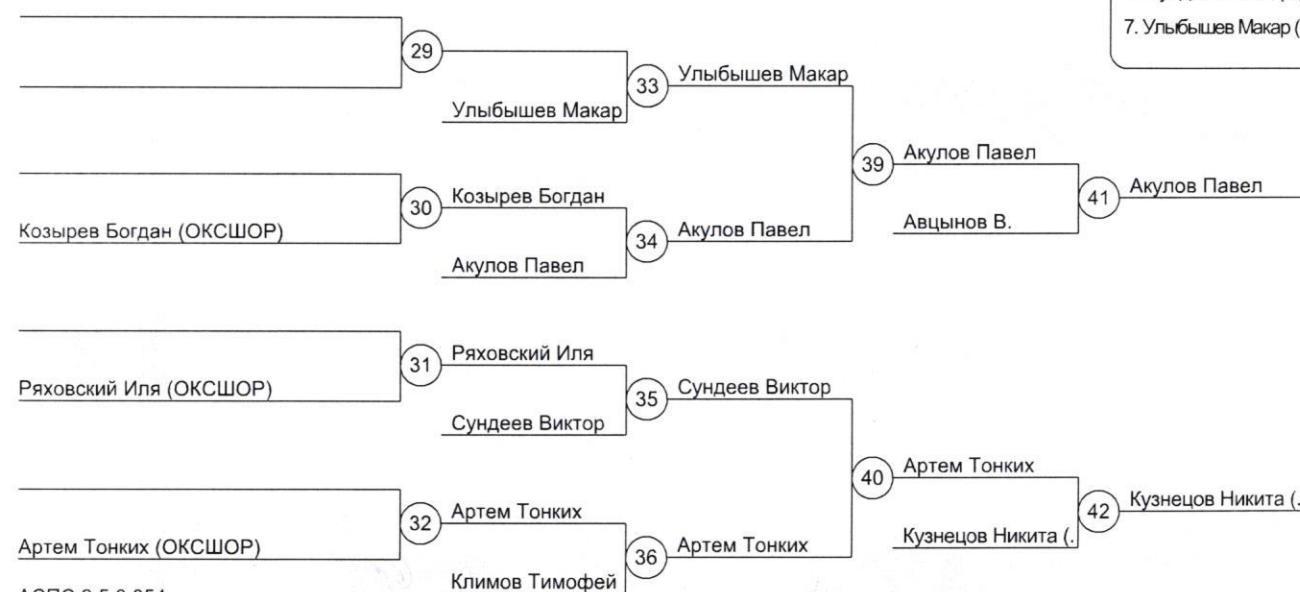 7. Улыбышев Макар (
29
33
Улыбышев Макар
Улыбышев Макар
39
Акулов Павел
41
Акулов Павел
30
Козырев Богдан
Козырев Богдан (ОКСШОР)
34
Акулов Павел
Авцынов В.
Акулов Павел
31
Ряховский Иля
Ряховский Иля (ОКСШОР)
35
Сундеев Виктор
Сундеев Виктор
40
Артем Тонких
42
Кузнецов Никита (.
32
Артем Тонких
Кузнецов Никита (.
Артем Тонких (ОКСШОР)
36
Артем Тонких
Климов Тимофей